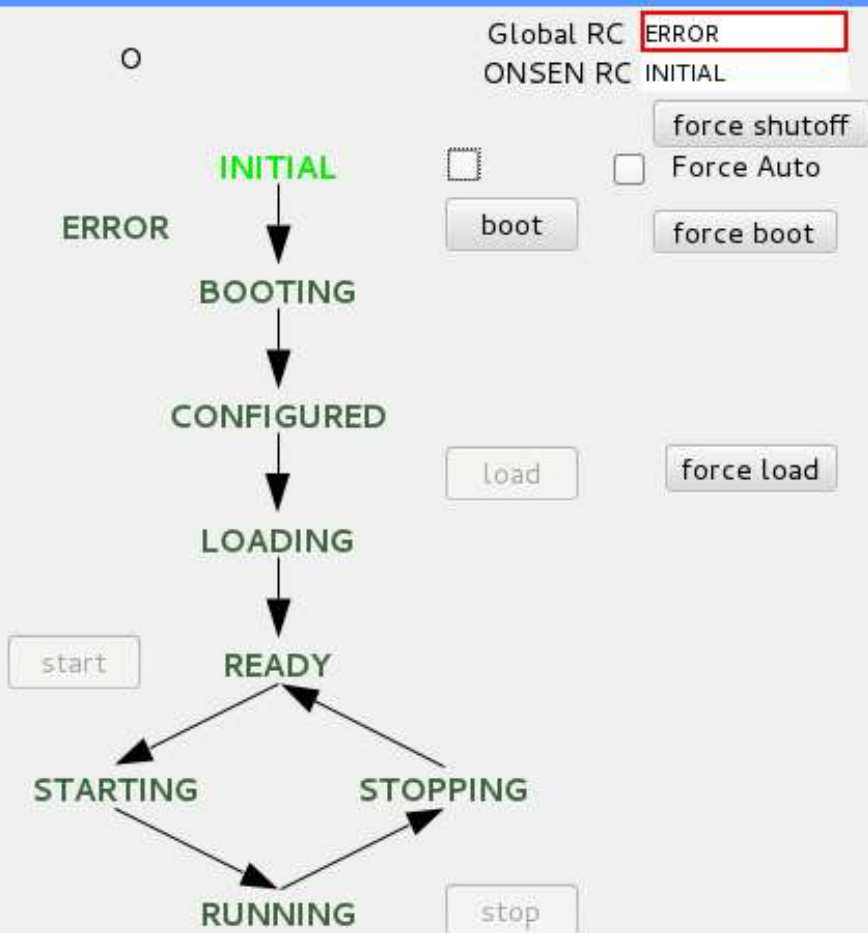 Global RC ERROR
O
ONSEN RC INITIAL
force shutoff
INITIAL
Force Auto
ERROR
boot
force boot
BOOTING
CONFIGURED
load
force load
LOADING
start
READY
STARTING
STOPPING
RUNNING
stop